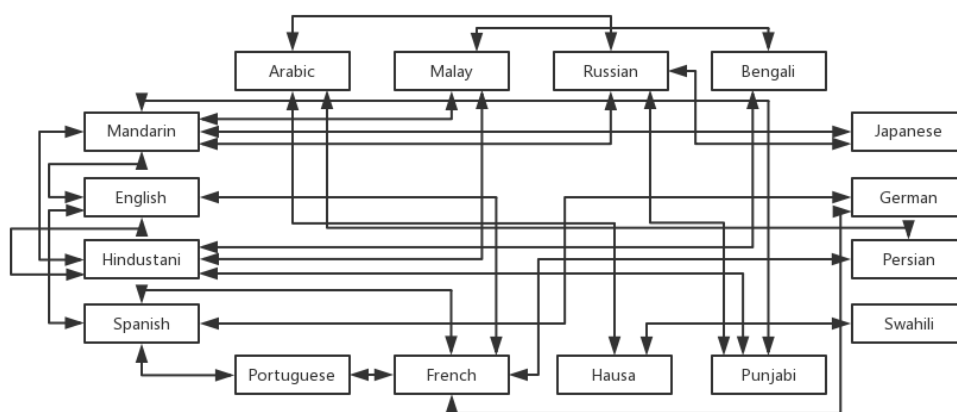 Arabic
Malay
Russian
Bengali
Mandarin
Japanese
English
German
Hindustani
Persian
Spanish
Swahili
Portuguese
French
Hausa
Punjabi